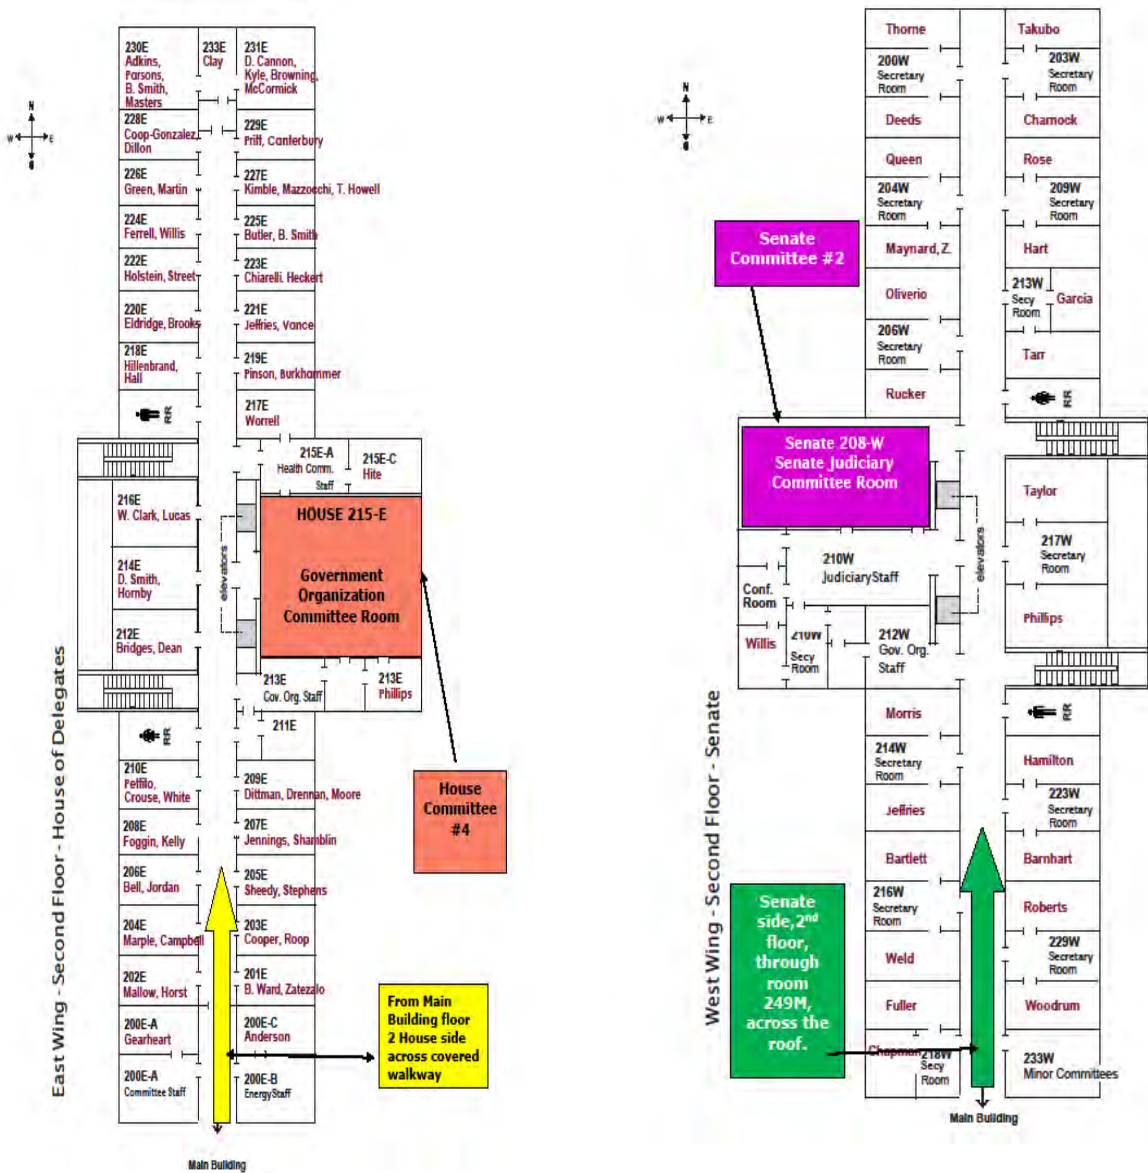 N
W E
S
230E
Adkins,
Parsons,
B. Smith,
Masters
233E
Clay
231E
D. Cannon,
Kyle, Browning,
McCormick
228E
Coop-Gonzalez,
Dillon
229E
Pritt, Canterbury
226E
Green, Martin
227E
Kimble, Mazzocchi, T. Howell
224E
Ferrell, Willis
225E
Butler, B. Smith
222E
Holstein, Street
223E
Chiarelli. Heckert
220E
Eldridge, Brooks
221E
Jeffries, Vance
218E
Hillenbrand,
Hall
219E
Pinson, Burkhammer
RR
217E
Worrell
215E-A
Health Comm.
Staff
215E-C
Hite
216E
W. Clark, Lucas
elevators
HOUSE 215-E
Government
Organization
Committee Room
214E
D. Smith,
Hornby
212E
Bridges, Dean
213E
Gov. Org. Staff
213E
Phillips
RR
211E
House
Committee
#4
210E
Petfilo,
Crouse, White
209E
Dittman, Drennan, Moore
208E
Foggin, Kelly
207E
Jennings, Shamblin
206E
Bell, Jordan
205E
Sheedy, Stephens
204E
Marple, Campbell
203E
Cooper, Roop
202E
Mallow, Horst
201E
B. Ward, Zatezalo
200E-A
Gearheart
200E-C
Anderson
200E-A
Committee Staff
200E-B
EnergyStaff
From Main
Building floor
2 House side
across covered
walkway
Main Building
East Wing - Second Floor - House of Delegates
N
W E
S
Thorne
Takubo
200W
Secretary
Room
203W
Secretary
Room
Deeds
Charnock
Queen
Rose
204W
Secretary
Room
209W
Secretary
Room
Senate
Committee #2
Maynard, Z.
Hart
Oliverio
213W
Secy
Room
Garcia
206W
Secretary
Room
Tarr
Rucker
RR
Senate 208-W
Senate Judiciary
Committee Room
Taylor
elevators
210W
JudiciaryStaff
217W
Secretary
Room
Conf.
Room
Willis
210W
Secy
Room
212W
Gov. Org.
Staff
Phillips
Morris
RR
214W
Secretary
Room
Hamilton
Jeffries
223W
Secretary
Room
Bartlett
Barnhart
216W
Secretary
Room
Roberts
Weld
229W
Secretary
Room
Fuller
Woodrum
Chapman
218W
Secy
Room
233W
Minor Committees
Senate
side,2nd
floor,
through
room
249M,
across the
roof.
Main Building
West Wing - Second Floor - Senate